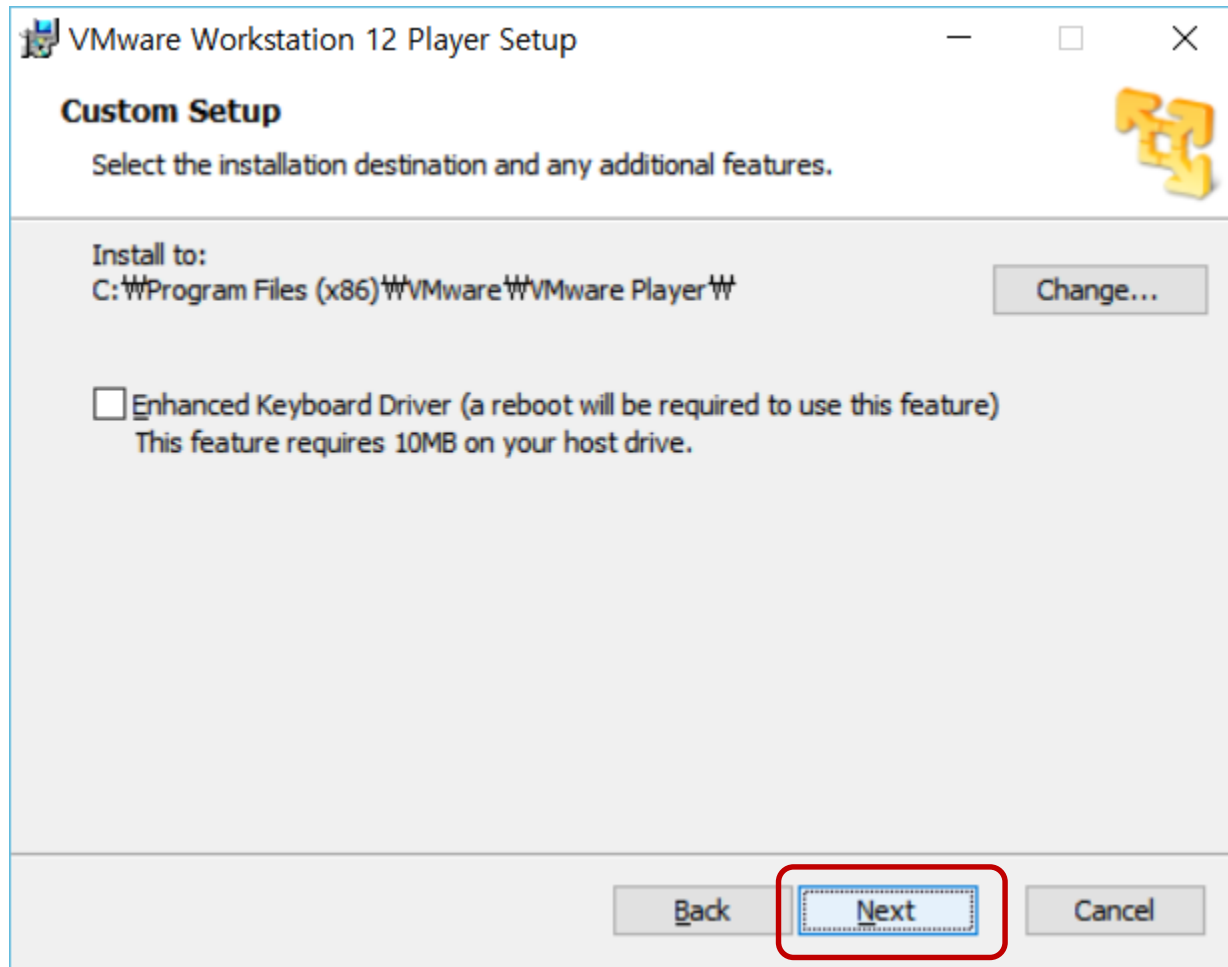 VMware Workstation 12 Player Setup
Custom Setup
Select the installation destination and any additional features.
Install to:
C:₩Program Files (x86)₩VMware₩VMware Player₩
Change...
Enhanced Keyboard Driver (a reboot will be required to use this feature)
This feature requires 10MB on your host drive.
Back
Next
Cancel